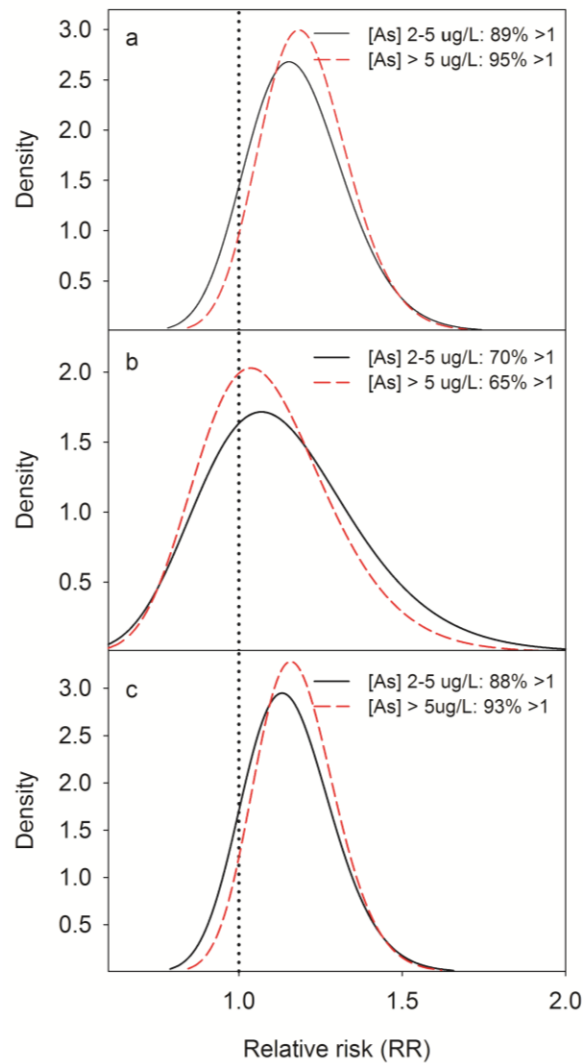 a
[As] 2-5 ug/L: 89% >1
[As] > 5 ug/L: 95% >1
3.0
2.5
2.0
1.5
1.0
0.5
Density
b
[As] 2-5 ug/L: 70% >1
[As] > 5 ug/L: 65% >1
2.0
1.5
1.0
0.5
Density
c
[As] 2-5 ug/L: 88% >1
[As] > 5ug/L: 93% >1
3.0
2.5
2.0
1.5
1.0
0.5
Density
1.0 1.5 2.0
Relative risk (RR)